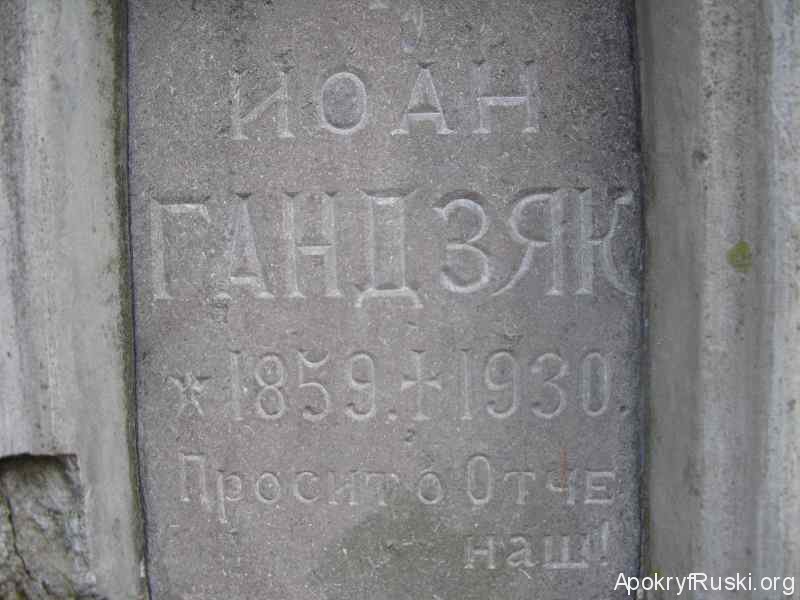 ИОАН
ГАНДЗЯК
* 1859. † 1930.
Просит о Отче
наш!
ApokryfRuski.org